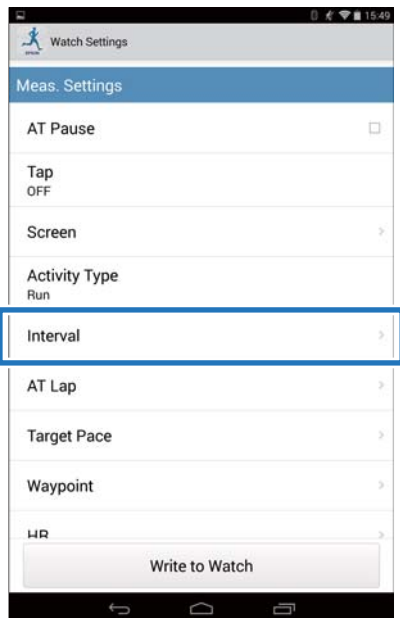 15:49
Watch Settings
Meas. Settings
AT Pause
Tap
OFF
Screen
Activity Type
Run
Interval
AT Lap
Target Pace
Waypoint
HR
Write to Watch